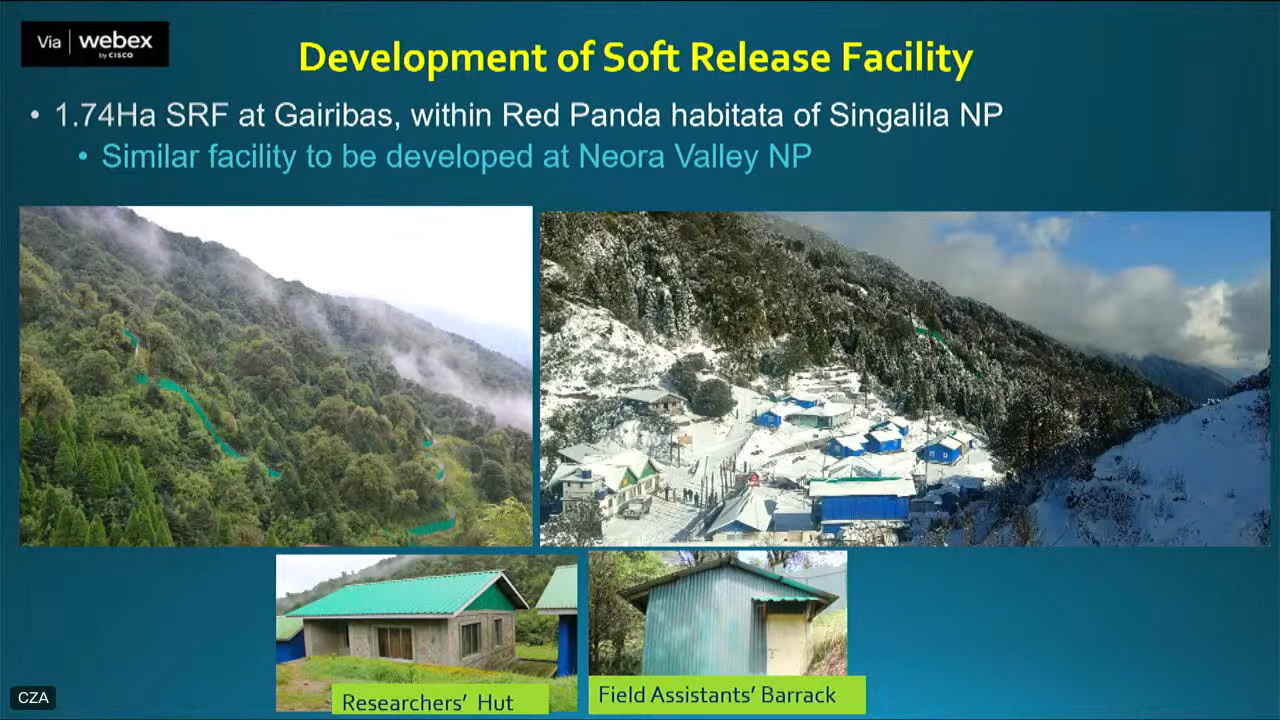 Via webex
by CISCO
Development of Soft Release Facility
• 1.74Ha SRF at Gairibas, within Red Panda habitata of Singalila NP
• Similar facility to be developed at Neora Valley NP
Researchers' Hut
Field Assistants' Barrack
CZA